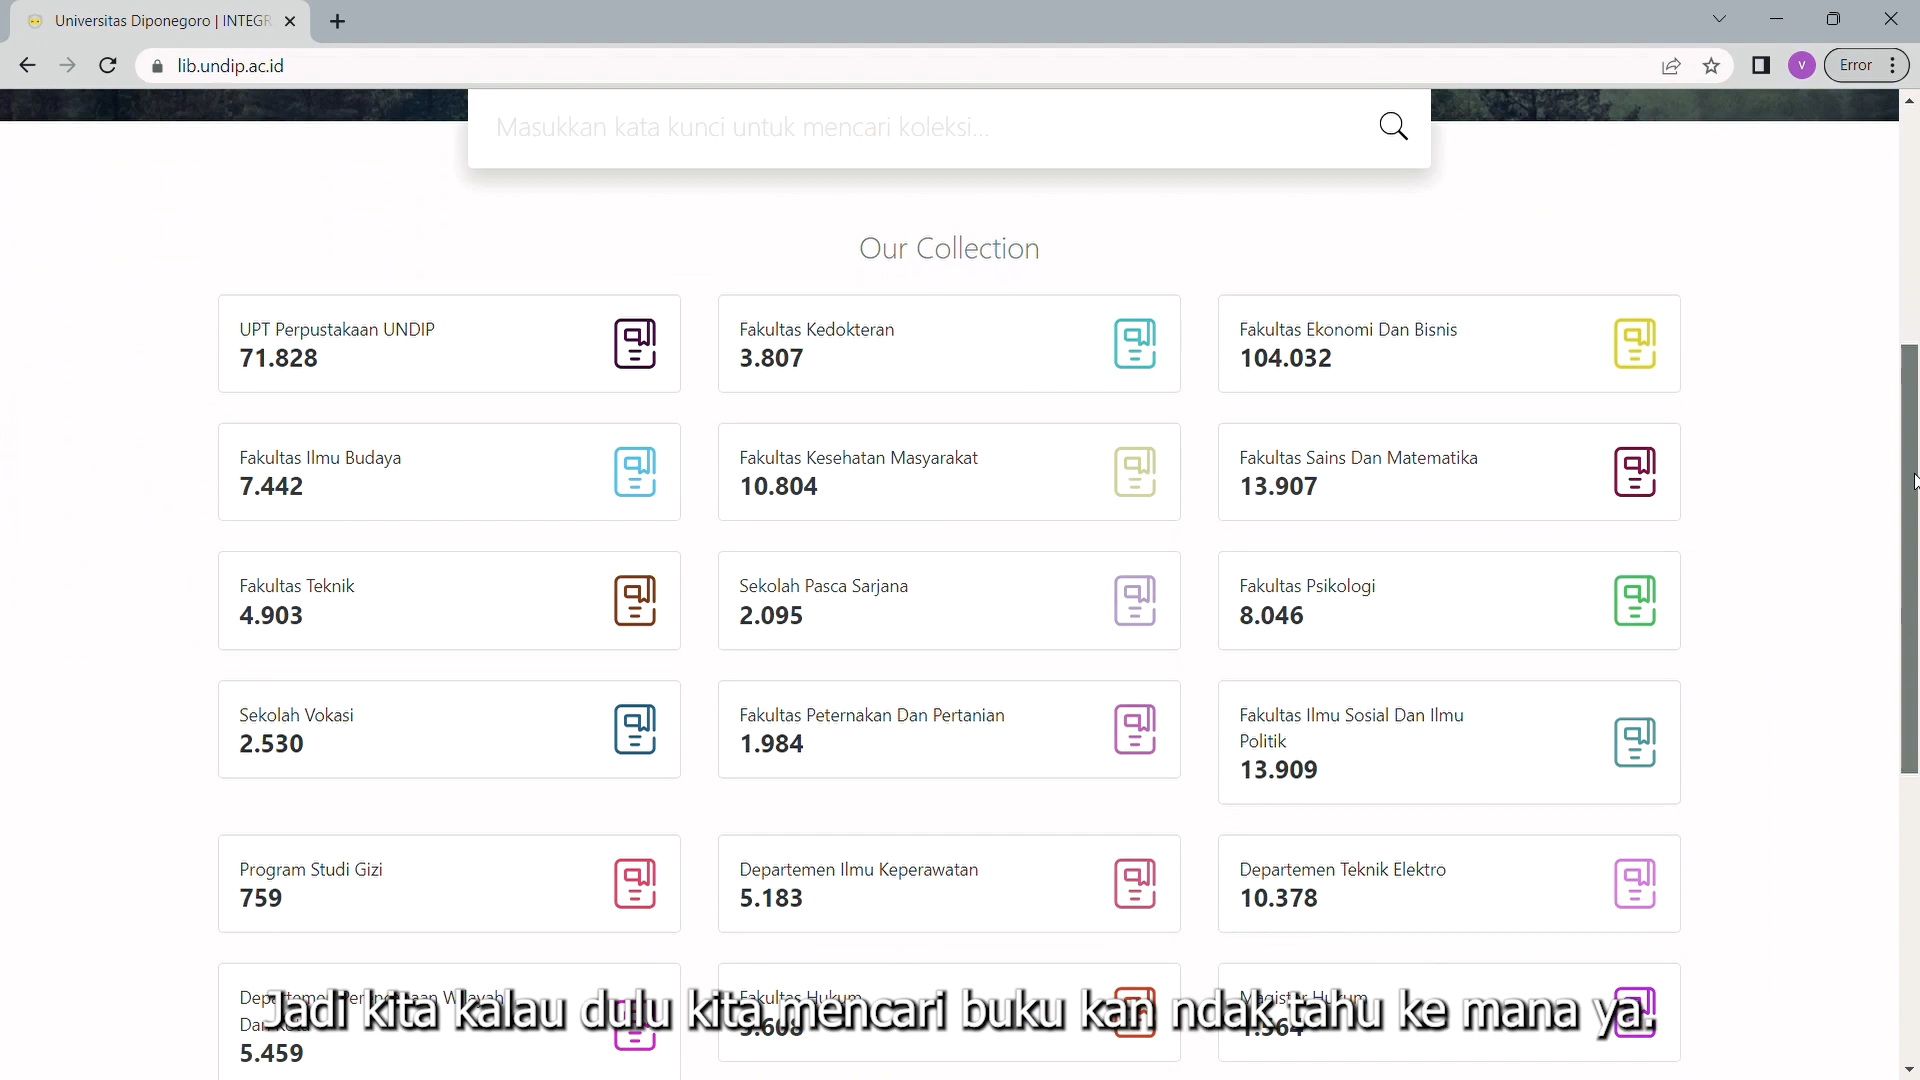 Universitas Diponegoro | INTEGR
lib.undip.ac.id
V
Error
Masukkan kata kunci untuk mencari koleksi...
Our Collection
UPT Perpustakaan UNDIP
71.828
Fakultas Kedokteran
3.807
Fakultas Ekonomi Dan Bisnis
104.032
Fakultas Ilmu Budaya
7.442
Fakultas Kesehatan Masyarakat
10.804
Fakultas Sains Dan Matematika
13.907
Fakultas Teknik
4.903
Sekolah Pasca Sarjana
2.095
Fakultas Psikologi
8.046
Sekolah Vokasi
2.530
Fakultas Peternakan Dan Pertanian
1.984
Fakultas Ilmu Sosial Dan Ilmu
Politik
13.909
Program Studi Gizi
759
Departemen Ilmu Keperawatan
5.183
Departemen Teknik Elektro
10.378
Fakultas Hukum
Magister Hukum
5.459
Jadi kita kalau dulu kita mencari buku kan ndak tahu ke mana ya.